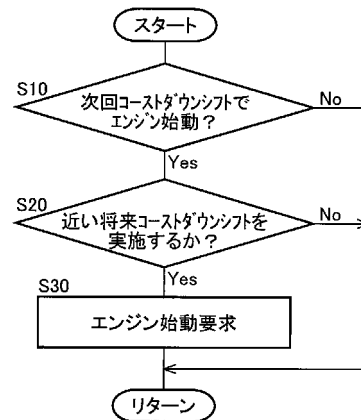 スタート
S10
次回コーストダウンシフトで
エンジン始動？
No
Yes
S20
近い将来コーストダウンシフトを
実施するか？
No
Yes
S30
エンジン始動要求
リターン